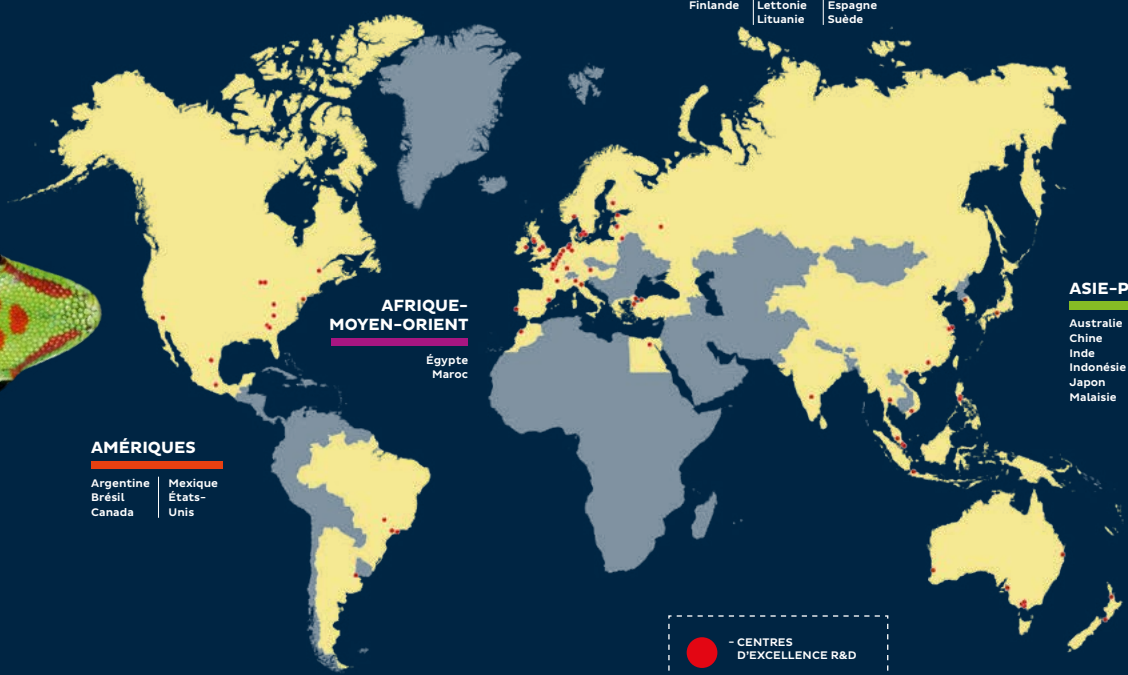 Finlande
Lettonie
Lituanie
Espagne
Suède
AFRIQUE-
MOYEN-ORIENT
Égypte
Maroc
ASIE-P
Australie
Chine
Inde
Indonésie
Japon
Malaisie
AMÉRIQUES
Argentine
Brésil
Canada
Mexique
États-
Unis
- CENTRES
D'EXCELLENCE R&D